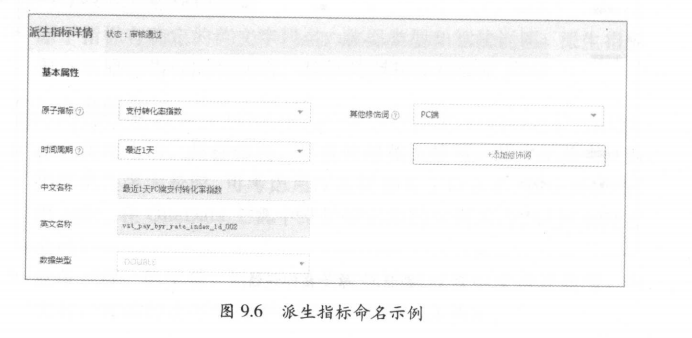 派生指标详情 状态：审核通过
基本属性
原子指标 ? 支付转化率指数 其他修饰词 ? PC端
时间周期 ? 最近1天 +添加修饰词
中文名称 最近1天PC端支付转化率指数
英文名称 vst_pay_byr_rate_index_1d_002
数据类型 DOUBLE
图 9.6 派生指标命名示例